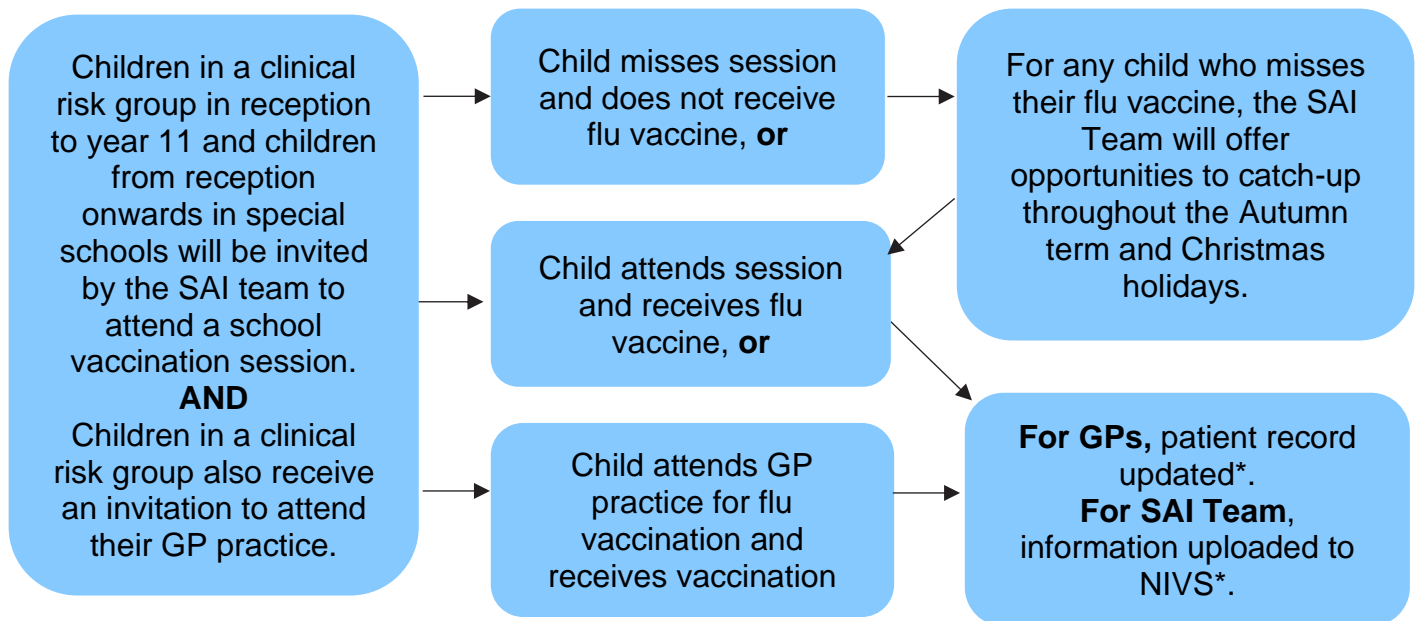 Children in a clinical
risk group in reception
to year 11 and children
from reception
onwards in special
schools will be invited
by the SAI team to
attend a school
vaccination session.
AND
Children in a clinical
risk group also receive
an invitation to attend
their GP practice.
Child misses session
and does not receive
flu vaccine, or
For any child who misses
their flu vaccine, the SAI
Team will offer
opportunities to catch-up
throughout the Autumn
term and Christmas
holidays.
Child attends session
and receives flu
vaccine, or
Child attends GP
practice for flu
vaccination and
receives vaccination
For GPs, patient record
updated*.
For SAI Team,
information uploaded to
NIVS*.